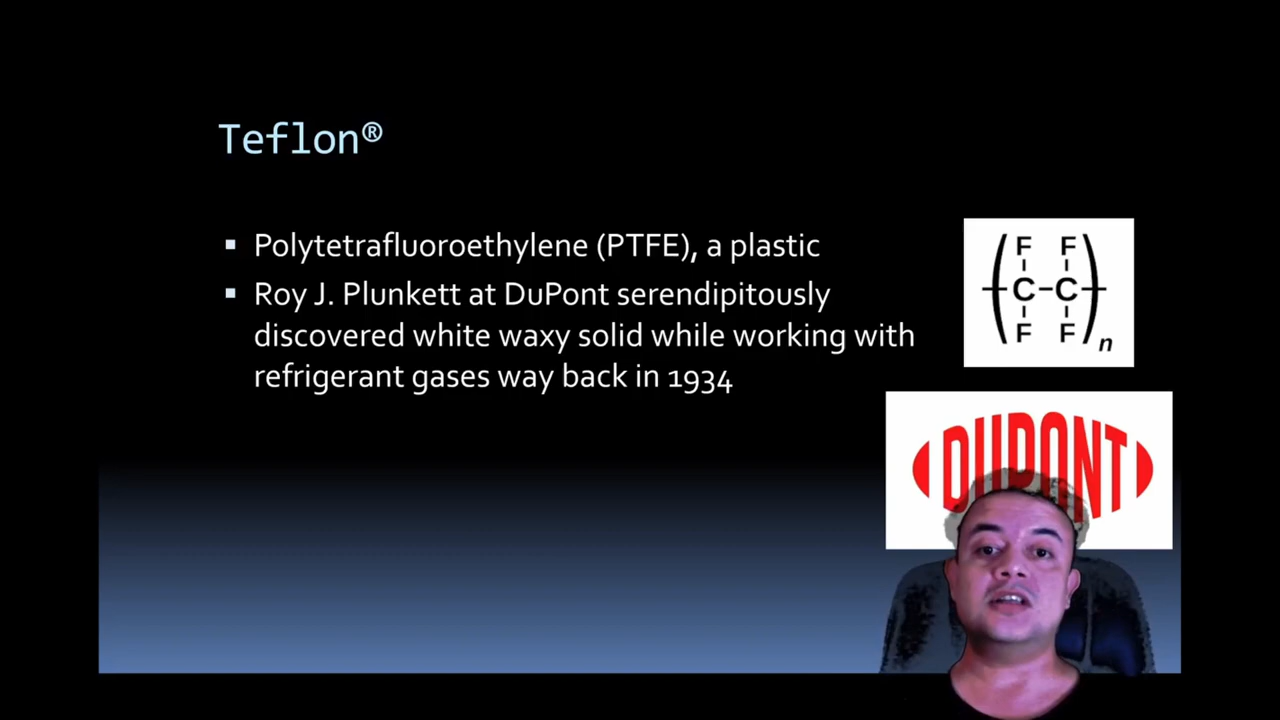 Teflon®
Polytetrafluoroethylene (PTFE), a plastic
Roy J. Plunkett at DuPont serendipitously
discovered white waxy solid while working with
refrigerant gases way back in 1934
F F
C-C
F F
n
DUPONT